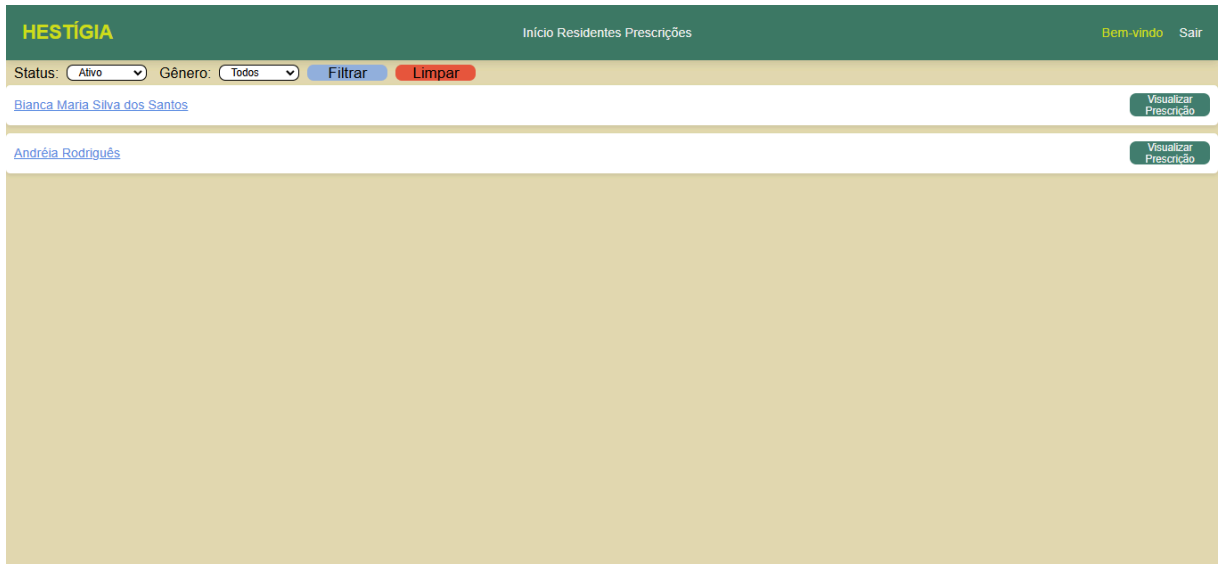 HESTÍGIA Início Residentes Prescrições Bem-vindo Sair
Status: Ativo Gênero: Todos Filtrar Limpar
Bianca Maria Silva dos Santos Visualizar
Prescrição
Andréia Rodriguês Visualizar
Prescrição